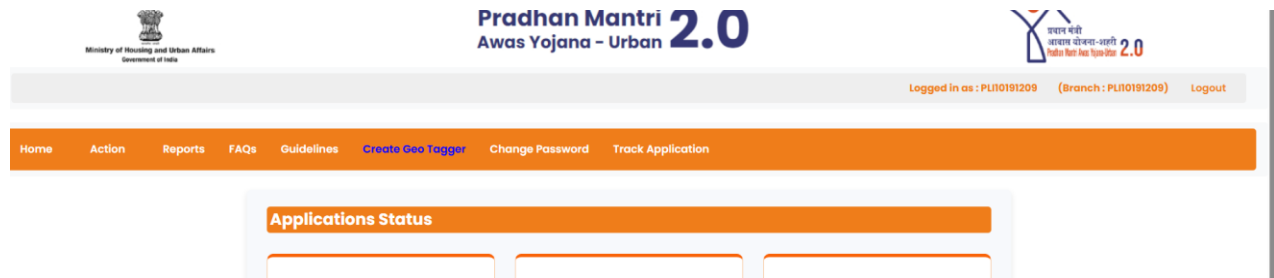 Pradhan Mantri
Awas Yojana - Urban 2.0
Ministry of Housing and Urban Affairs
Government of India
प्रधान मंत्री
आवास योजना-शहरी 2.0
Pradhan Mantri Awas Yojana-Urban
Logged in as : PLI10191209 (Branch : PLI10191209) Logout
Home Action Reports FAQs Guidelines Create Geo Tagger Change Password Track Application
Applications Status